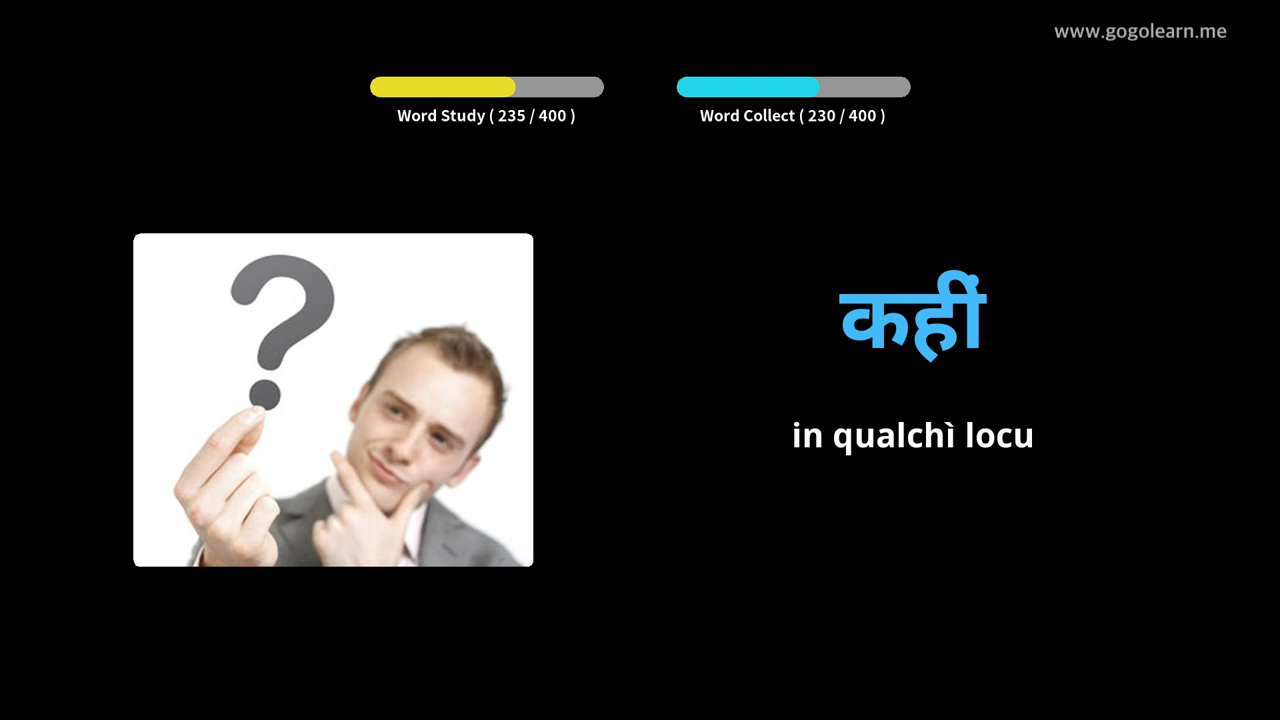 www.gogolearn.me
Word Study ( 235 / 400 )
Word Collect ( 230 / 400 )
कहीं
in qualchì locu